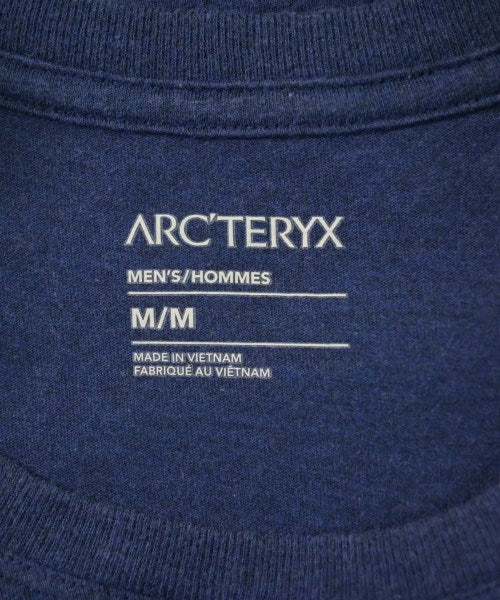 ARC'TERYX
MEN'S/HOMMES
M/M
MADE IN VIETNAM
FABRIQUÉ AU VIÊTNAM